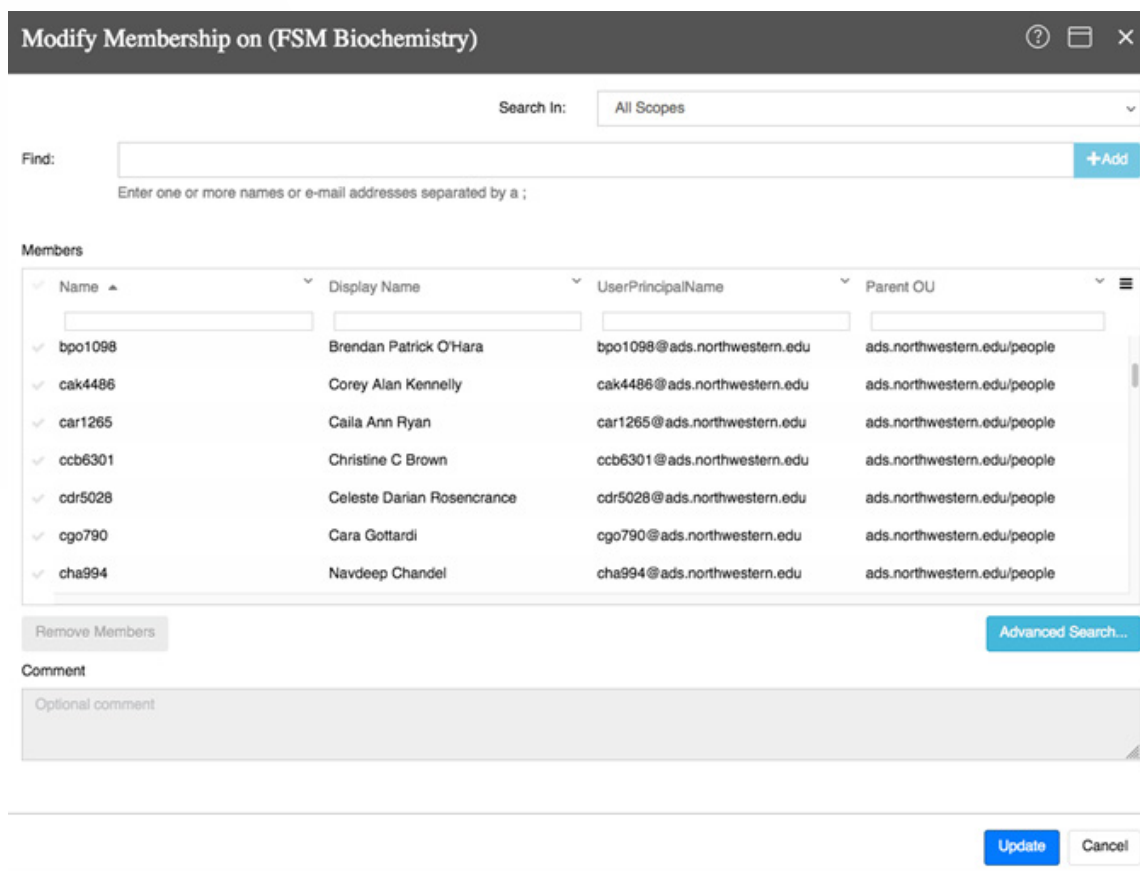 Modify Membership on (FSM Biochemistry)
Search In: All Scopes
Find: +Add
Enter one or more names or e-mail addresses separated by a ;
Members
Name Display Name UserPrincipalName Parent OU
bpo1098 Brendan Patrick O'Hara bpo1098@ads.northwestern.edu ads.northwestern.edu/people
cak4486 Corey Alan Kennelly cak4486@ads.northwestern.edu ads.northwestern.edu/people
car1265 Caila Ann Ryan car1265@ads.northwestern.edu ads.northwestern.edu/people
ccb6301 Christine C Brown ccb6301@ads.northwestern.edu ads.northwestern.edu/people
cdr5028 Celeste Darian Rosencrance cdr5028@ads.northwestern.edu ads.northwestern.edu/people
cgo790 Cara Gottardi cgo790@ads.northwestern.edu ads.northwestern.edu/people
cha994 Navdeep Chandel cha994@ads.northwestern.edu ads.northwestern.edu/people
Remove Members Advanced Search...
Comment
Optional comment
Update Cancel